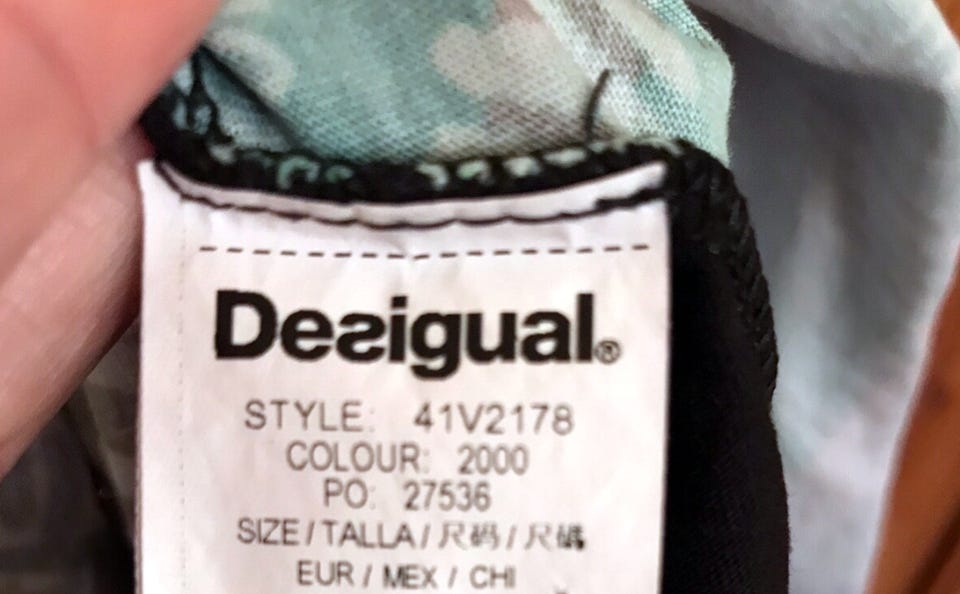 Desigual®
STYLE: 41V2178
COLOUR: 2000
PO: 27536
SIZE / TALLA / 尺码 / 尺碼
EUR / MEX / CHI